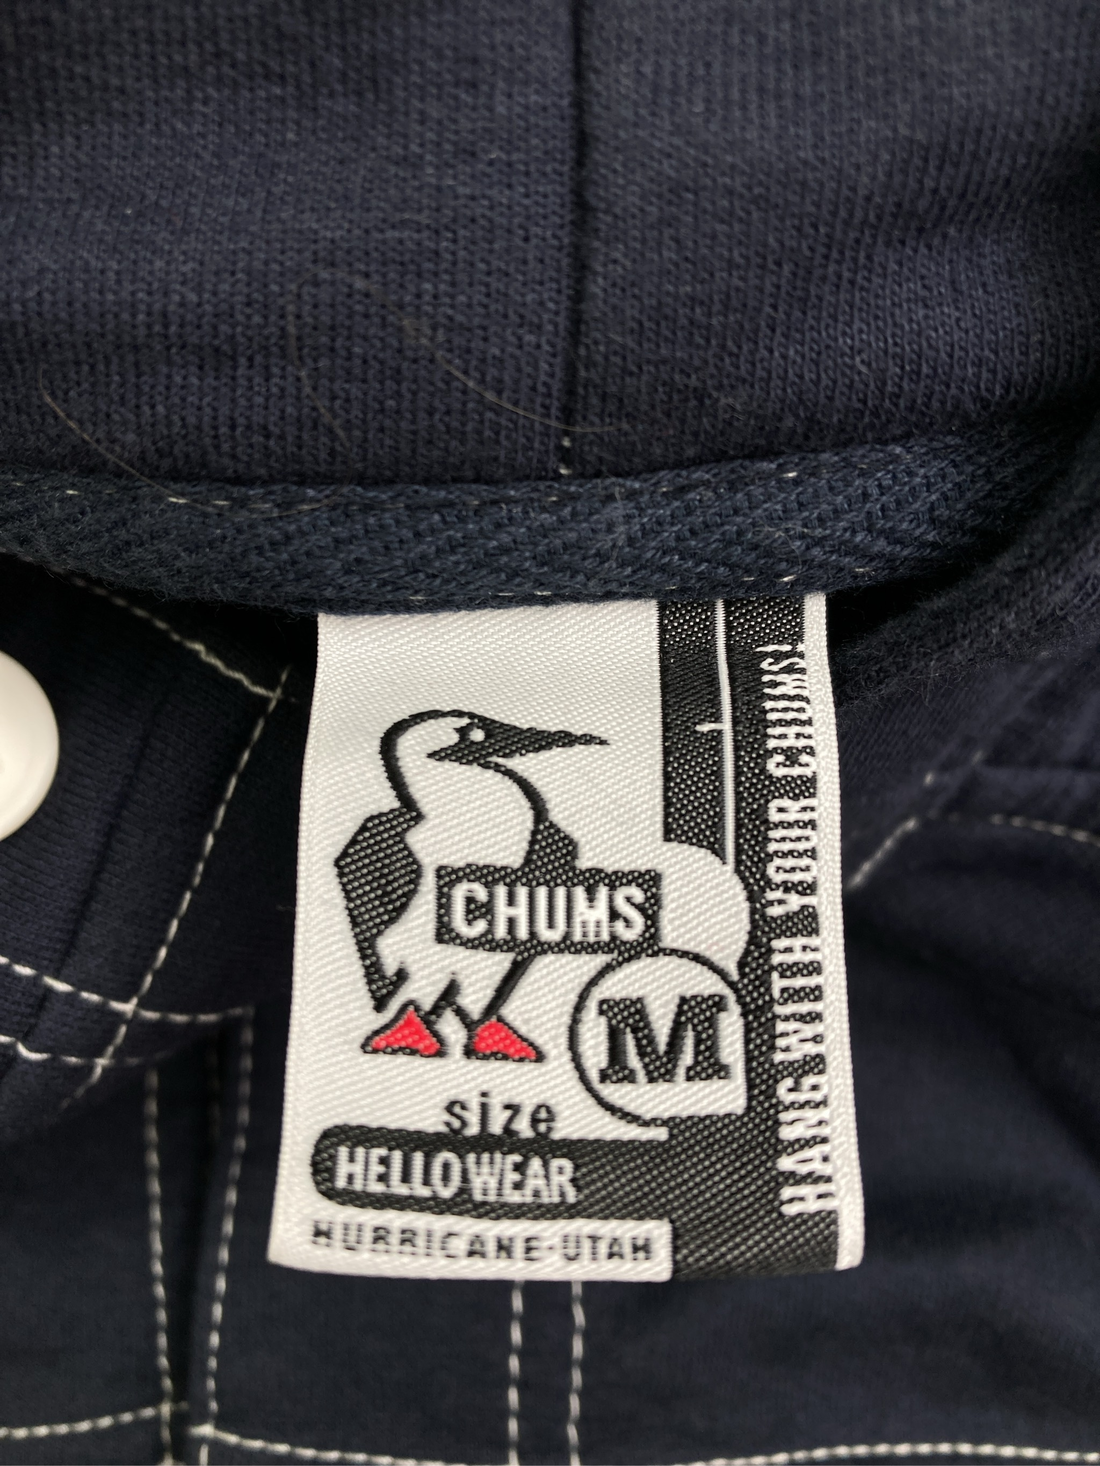 CHUMS
M
size
HELLO WEAR
HURRICANE-UTAH
HANG WITH YOUR CHUMS!